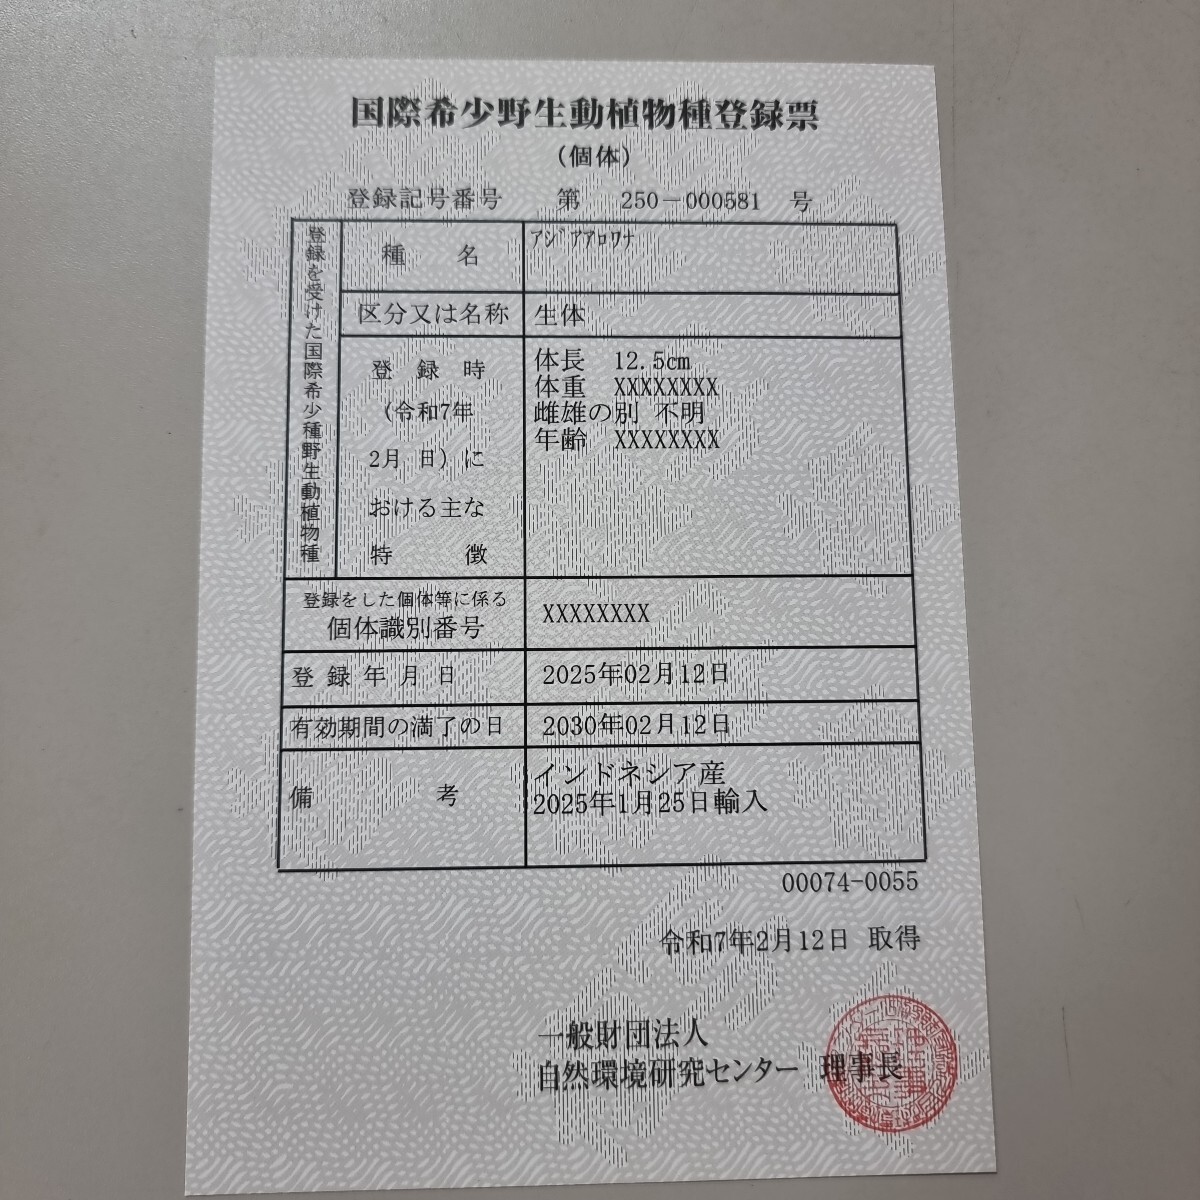 国際希少野生動植物種登録票
（個体）
登録記号番号 第 250－000581 号
登録を受けた国際希少種野生動植物種
種 名
ｱｼﾞｱｱﾛﾜﾅ
区分又は名称
生体
登 録 時
(令和7年
2月 日）に
おける主な
特 徴
体長 12.5cm
体重 XXXXXXXX
雌雄の別 不明
年齢 XXXXXXXX
登録をした個体等に係る
個体識別番号
XXXXXXXX
登 録 年 月 日
2025年02月12日
有効期間の満了の日
2030年02月12日
備 考
インドネシア産
2025年1月25日輸入
00074-0055
令和7年2月12日 取得
一般財団法人
自然環境研究センター 理事長